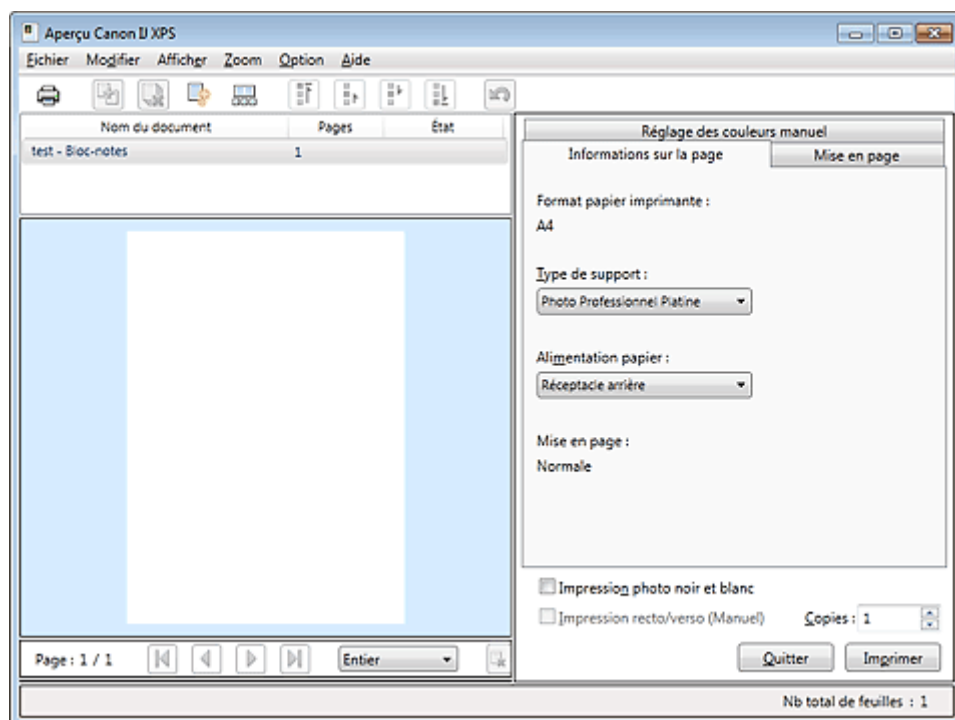 Aperçu Canon IJ XPS
Fichier Modifier Afficher Zoom Option Aide
Nom du document Pages État
test - Bloc-notes 1
Réglage des couleurs manuel
Informations sur la page Mise en page
Format papier imprimante :
A4
Type de support :
Photo Professionnel Platine
Alimentation papier :
Réceptacle arrière
Mise en page :
Normale
Impression photo noir et blanc
Impression recto/verso (Manuel) Copies : 1
Page : 1 / 1 Entier Quitter Imprimer
Nb total de feuilles : 1